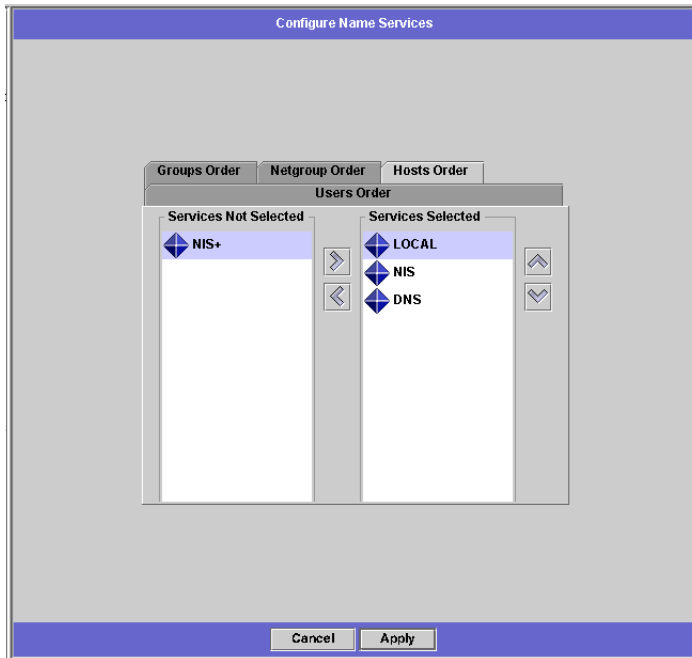 Configure Name Services
Groups Order Netgroup Order Hosts Order
Users Order
Services Not Selected Services Selected
NIS+ LOCAL
NIS
DNS
Cancel Apply